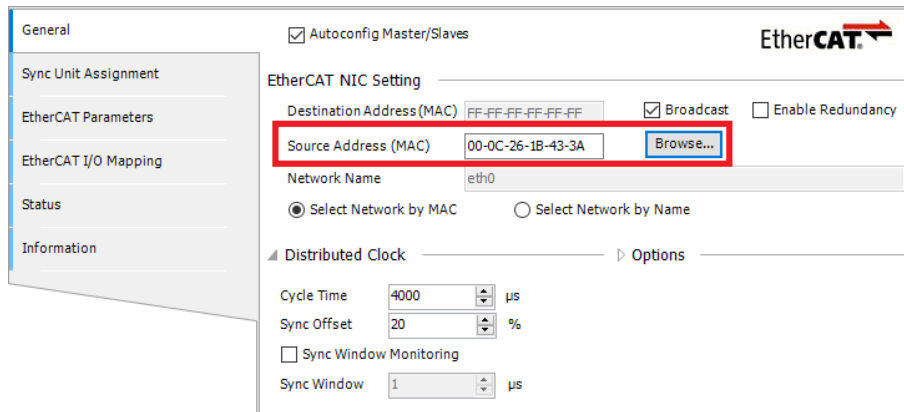 General
Sync Unit Assignment
EtherCAT Parameters
EtherCAT I/O Mapping
Status
Information
Autoconfig Master/Slaves
EtherCAT.
EtherCAT NIC Setting
Destination Address (MAC) FF-FF-FF-FF-FF-FF Broadcast Enable Redundancy
Source Address (MAC) 00-0C-26-1B-43-3A Browse...
Network Name eth0
Select Network by MAC Select Network by Name
Distributed Clock Options
Cycle Time 4000 µs
Sync Offset 20 %
Sync Window Monitoring
Sync Window 1 µs